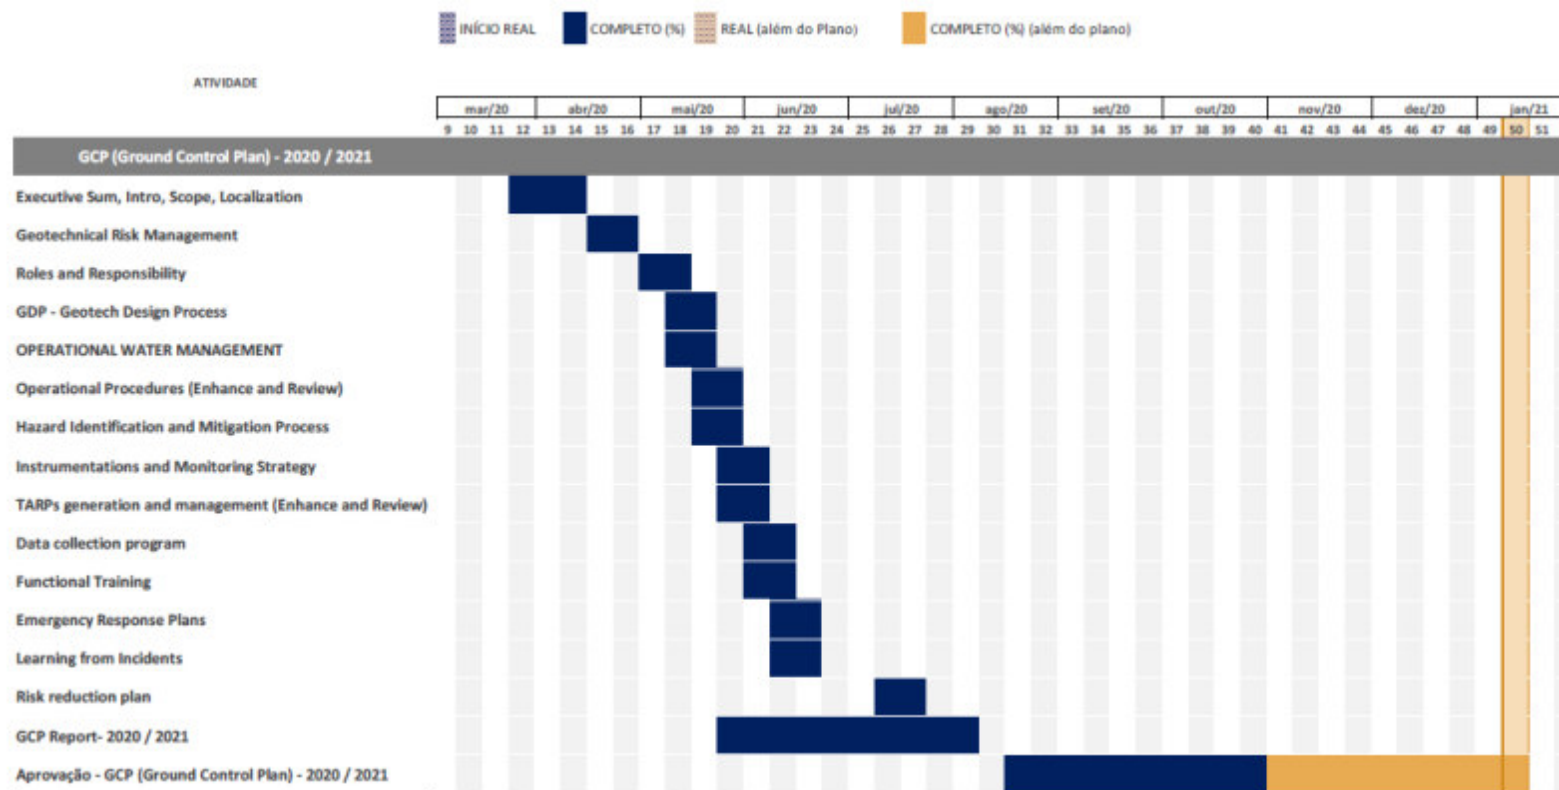 INÍCIO REAL COMPLETO (%) REAL (além do Plano) COMPLETO (%) (além do plano)
ATIVIDADE
mar/20 abr/20 mai/20 jun/20 jul/20 ago/20 set/20 out/20 nov/20 dez/20 jan/21
9 10 11 12 13 14 15 16 17 18 19 20 21 22 23 24 25 26 27 28 29 30 31 32 33 34 35 36 37 38 39 40 41 42 43 44 45 46 47 48 49 50 51
GCP (Ground Control Plan) - 2020 / 2021
Executive Sum, Intro, Scope, Localization
Geotechnical Risk Management
Roles and Responsibility
GDP - Geotech Design Process
OPERATIONAL WATER MANAGEMENT
Operational Procedures (Enhance and Review)
Hazard Identification and Mitigation Process
Instrumentations and Monitoring Strategy
TARPs generation and management (Enhance and Review)
Data collection program
Functional Training
Emergency Response Plans
Learning from Incidents
Risk reduction plan
GCP Report- 2020 / 2021
Aprovação - GCP (Ground Control Plan) - 2020 / 2021